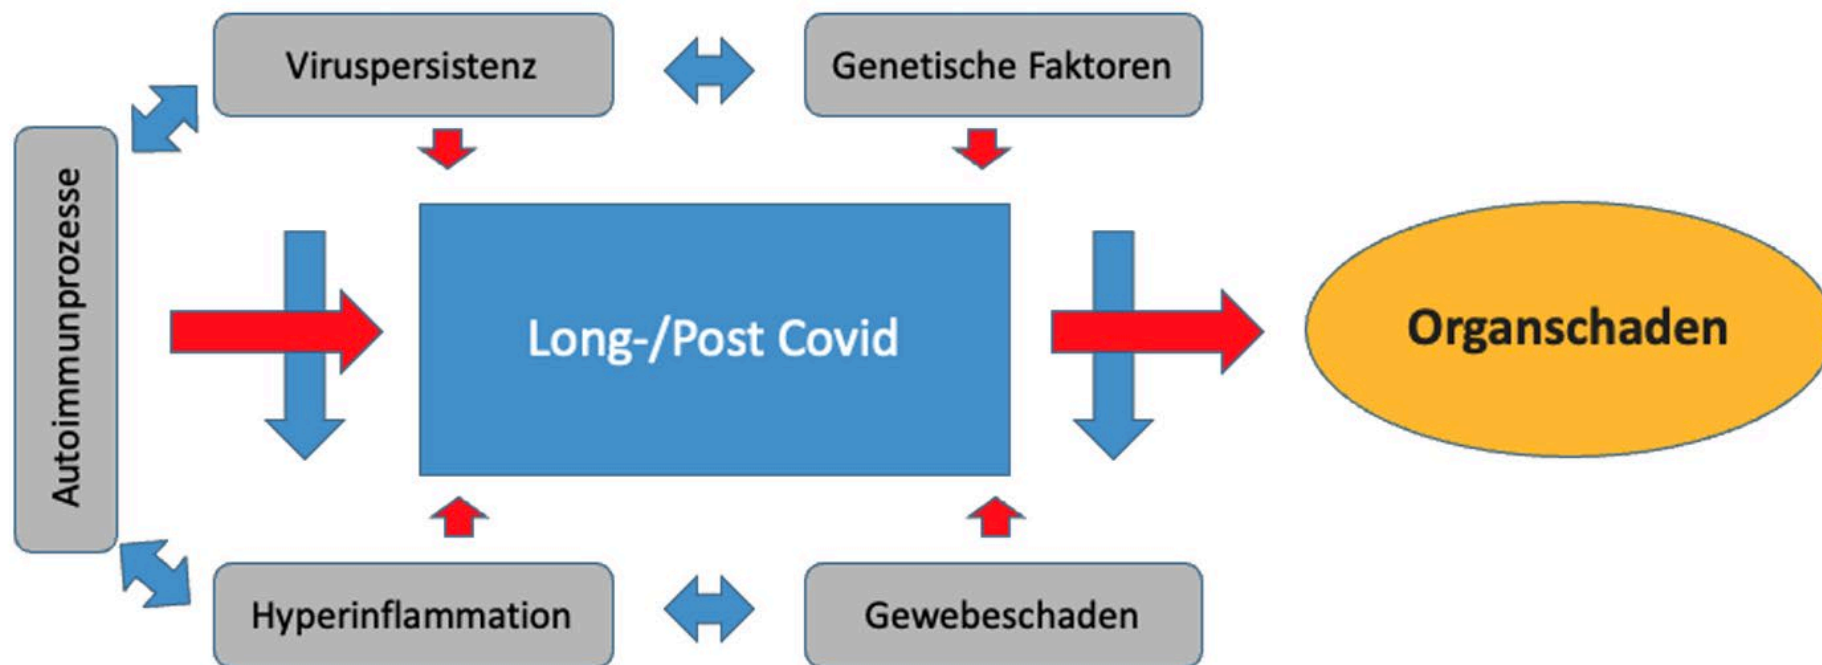 Viruspersistenz
Genetische Faktoren
Autoimmunprozesse
Long-/Post Covid
Organschaden
Hyperinflammation
Gewebeschaden